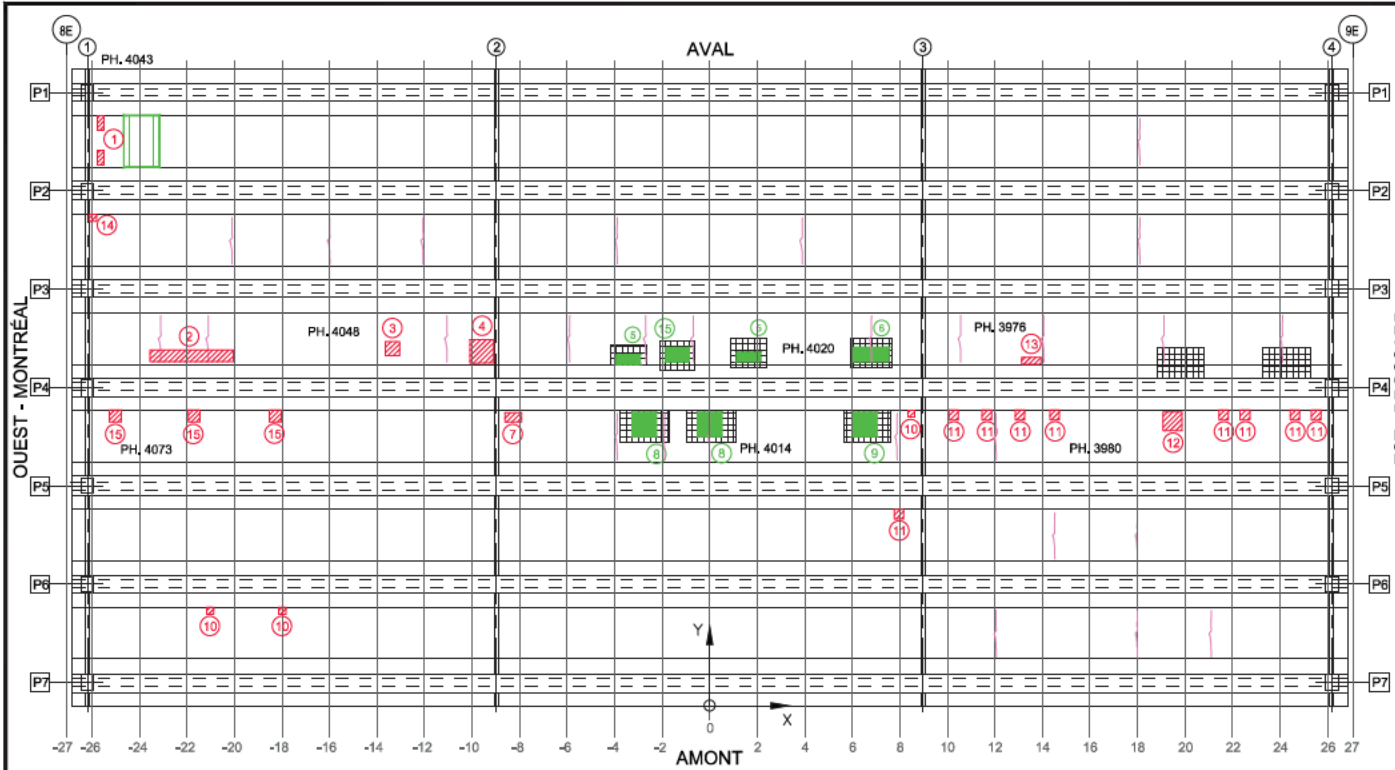 8E
9E
1
2
AVAL
3
4
PH. 4043
P1
P1
1
P2
P2
14
P3
P3
OUEST - MONTRÉAL
PH. 4048
2
3
4
5
15
5
PH. 4020
6
PH. 3976
13
P4
P4
15
15
15
7
10
11
11
11
11
12
11
11
11
11
PH. 4073
8
8
PH. 4014
9
PH. 3980
P5
P5
11
P6
P6
10
10
Y
P7
P7
X
0
-27 -26 -24 -22 -20 -18 -16 -14 -12 -10 -8 -6 -4 -2 2 4 6 8 10 12 14 16 18 20 22 24 26 27
AMONT